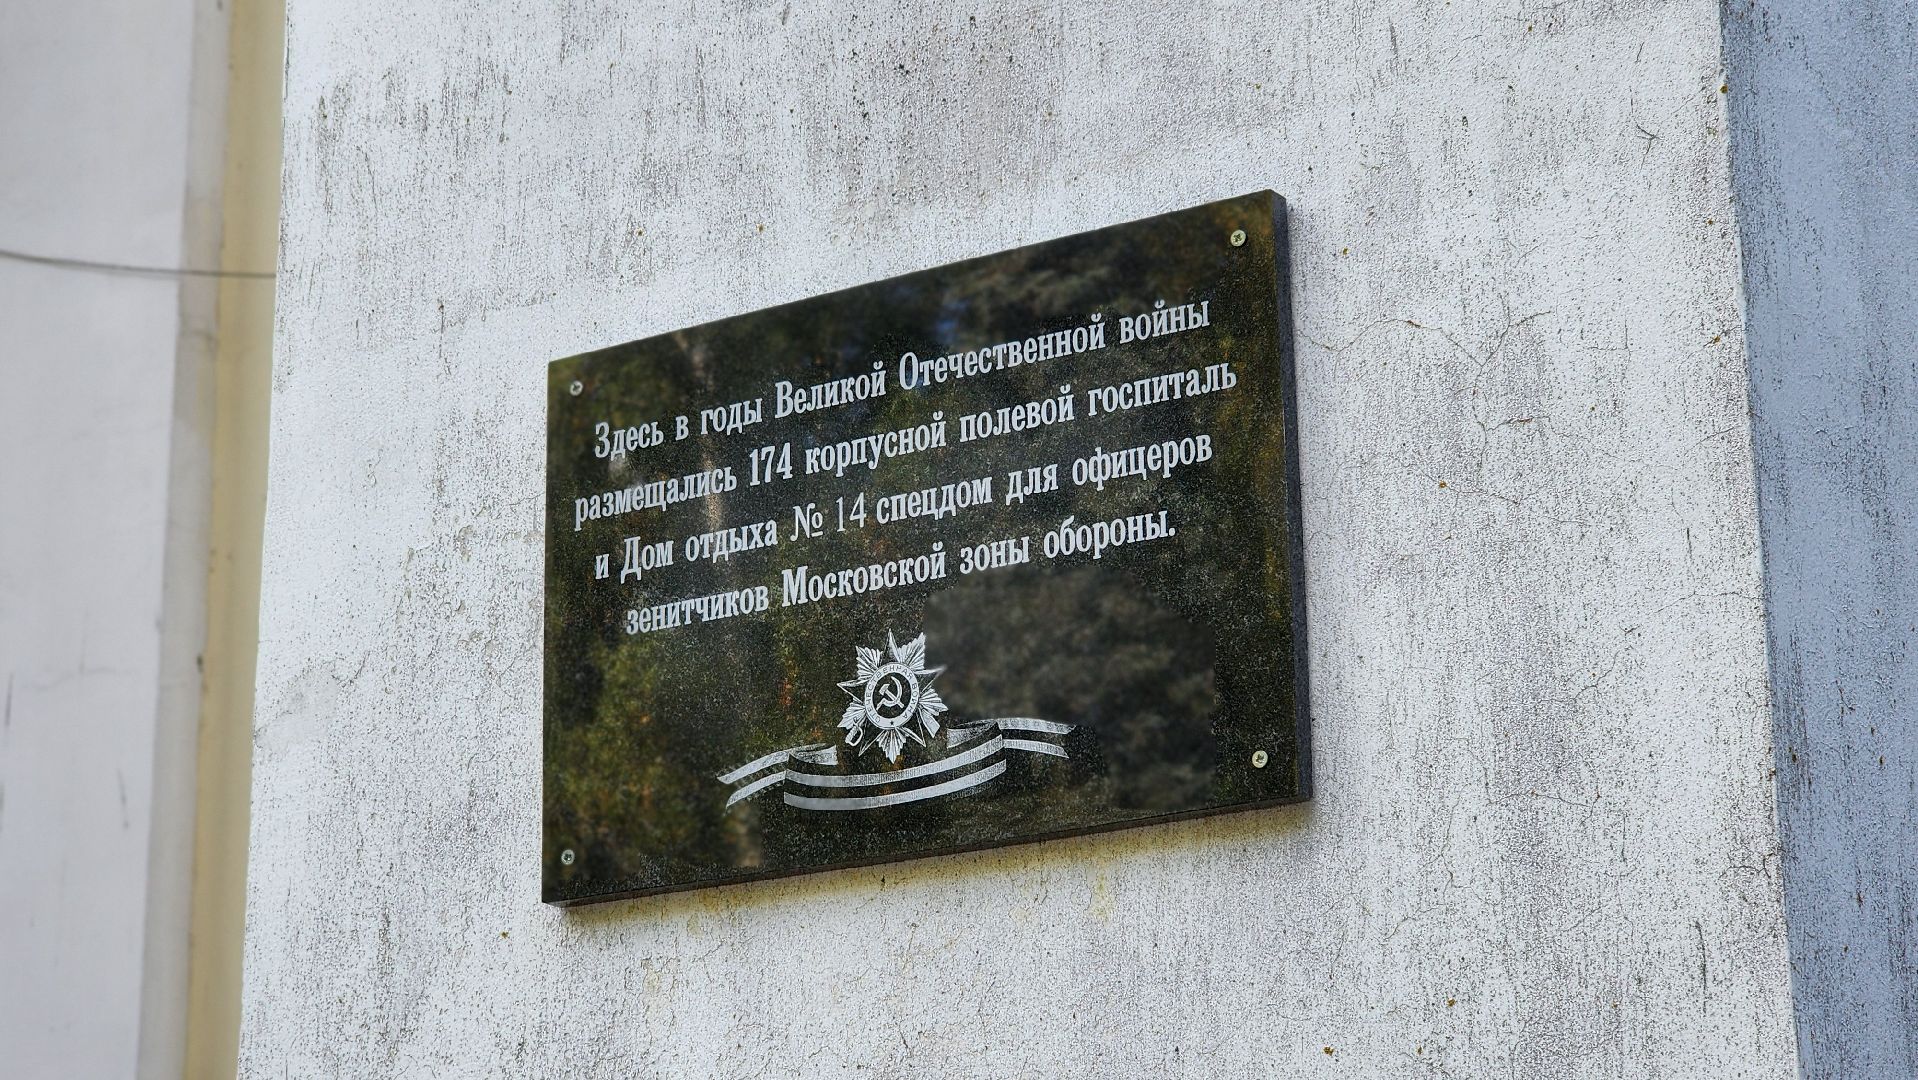 Здесь в годы Великой Отечественной войны
размещались 174 корпусной полевой госпиталь
и Дом отдыха № 14 спецдом для офицеров
зенитчиков Московской зоны обороны.